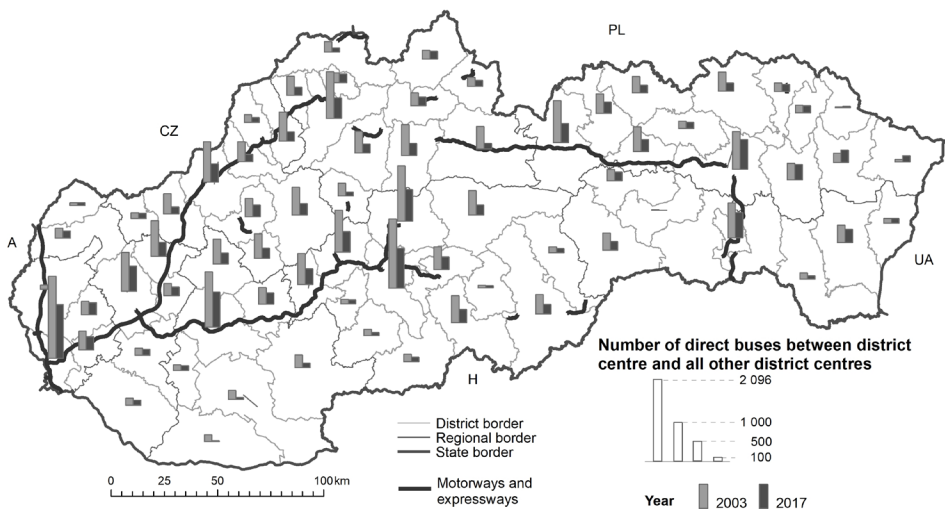 PL
CZ
A
UA
H
Number of direct buses between district
centre and all other district centres
2 096
1 000
500
100
District border
Regional border
State border
Motorways and
expressways
0 25 50 100 km
Year 2003 2017